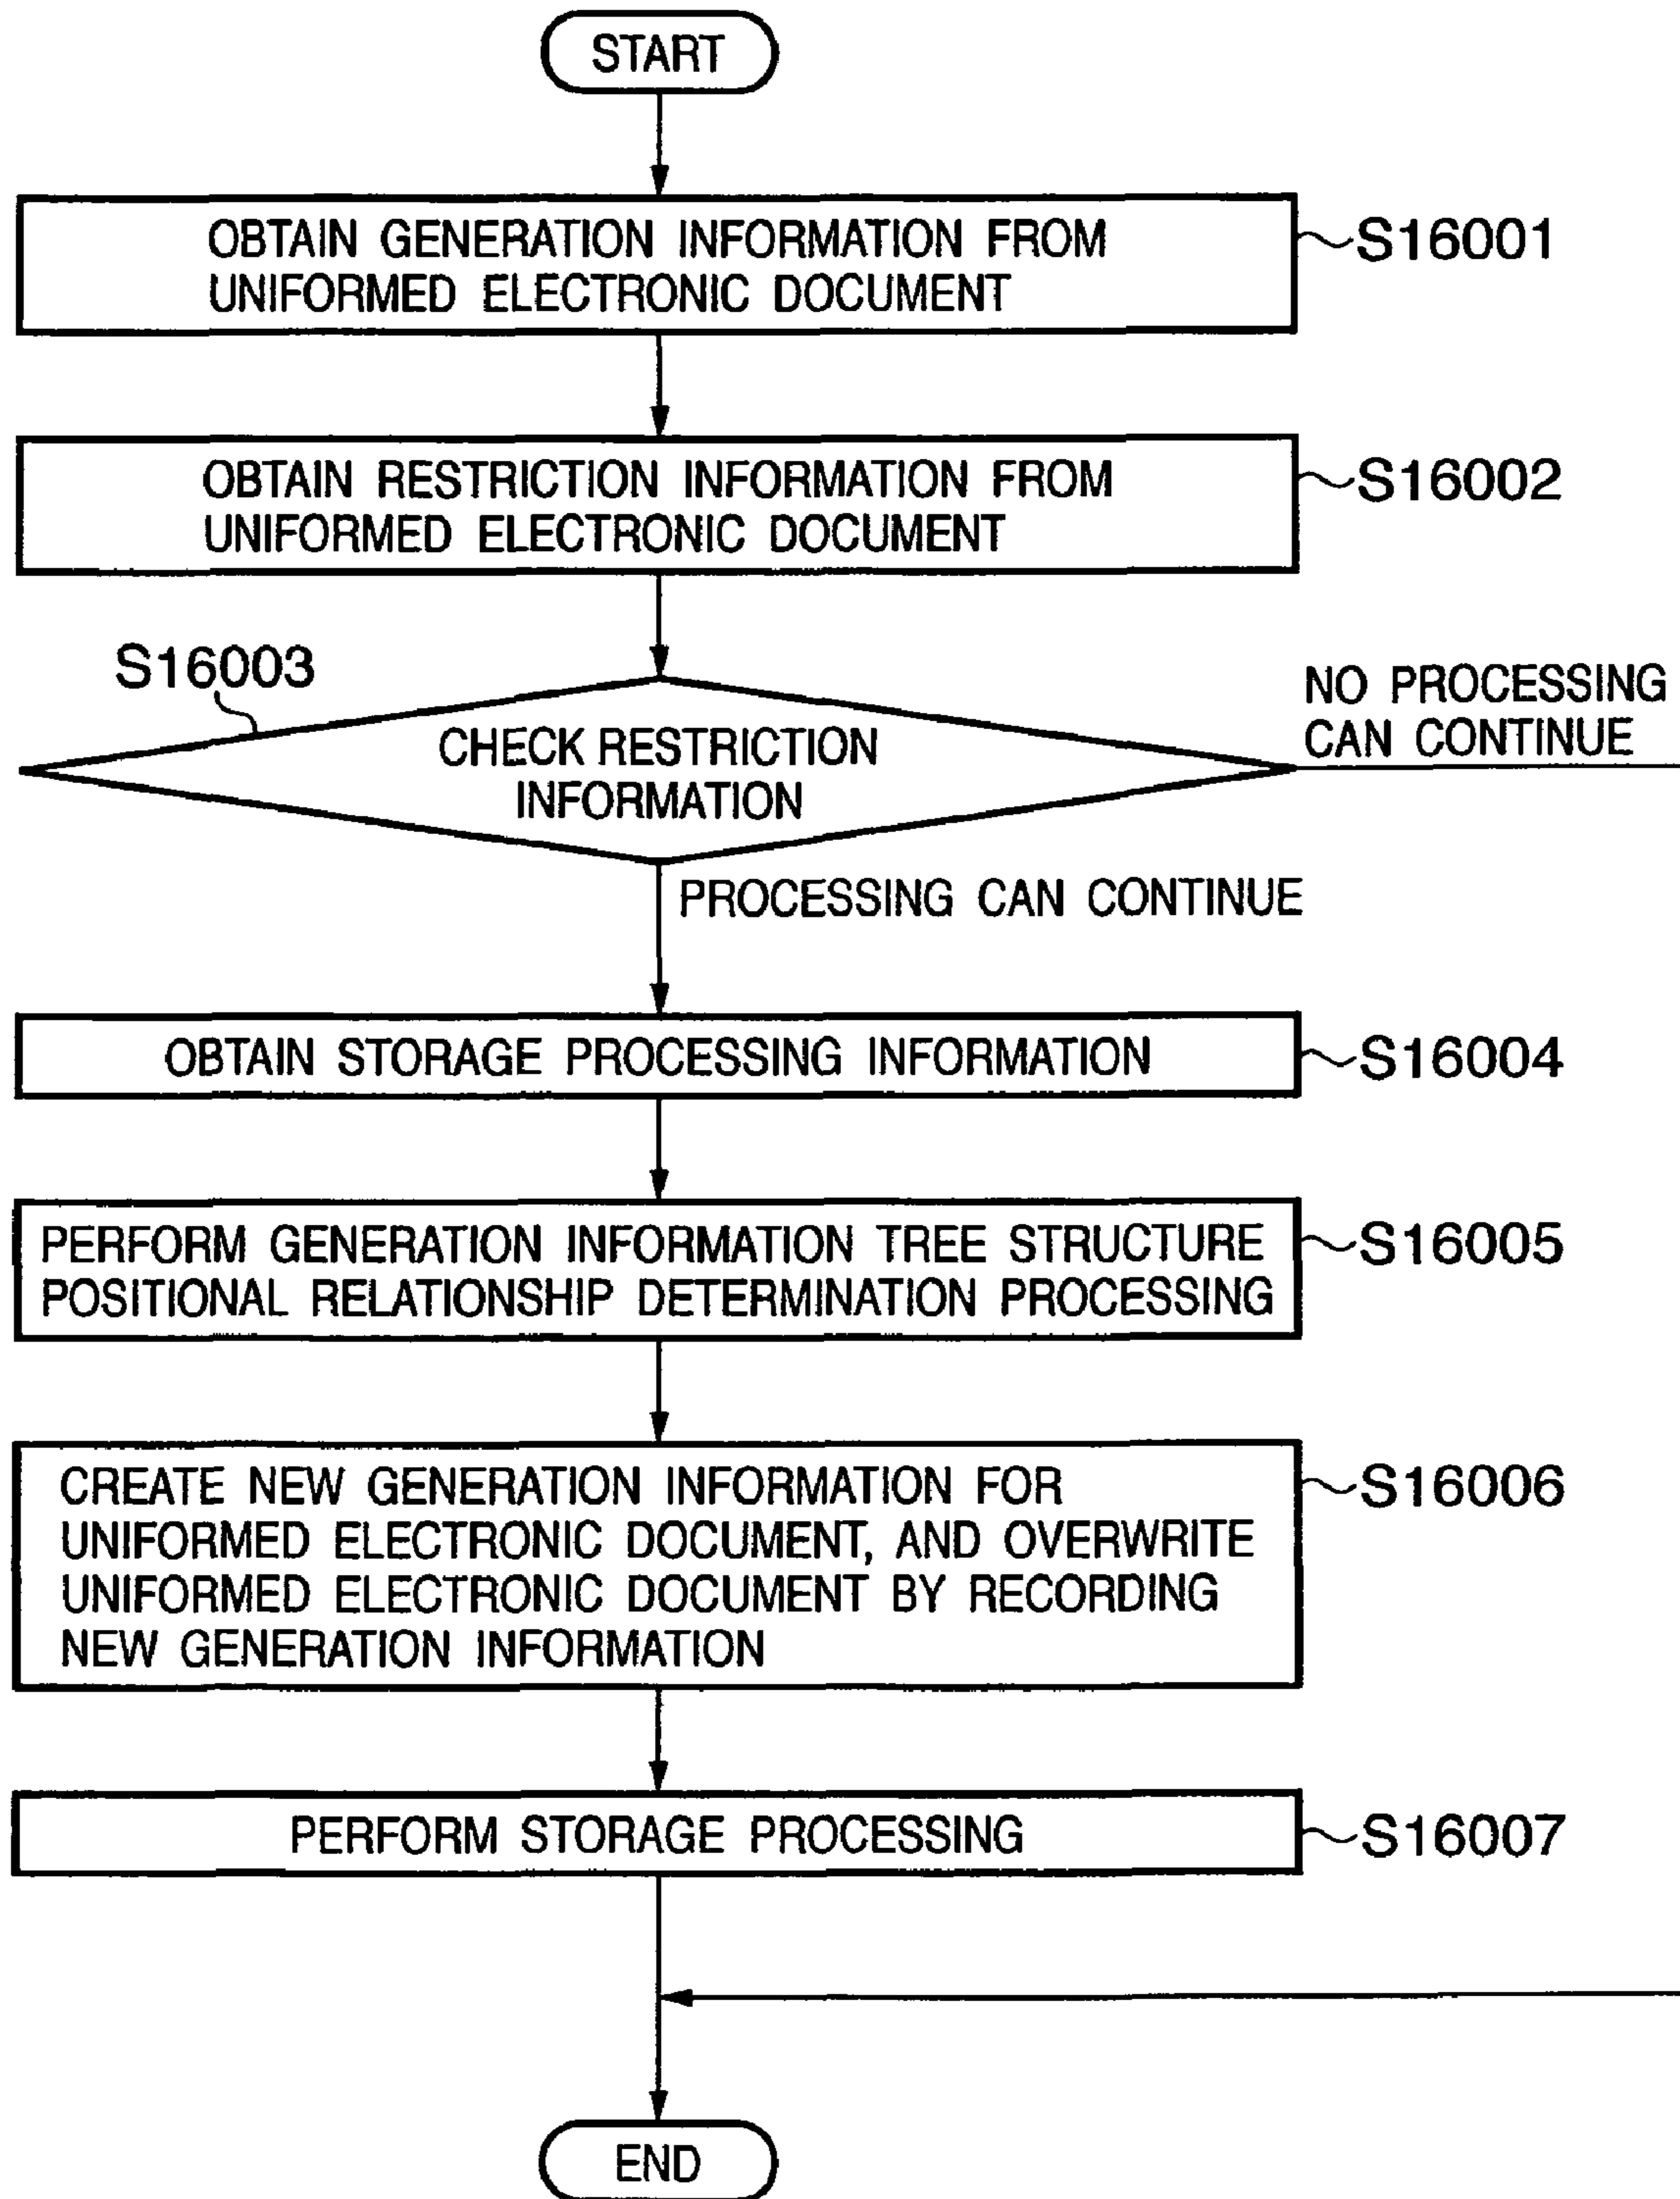 START
OBTAIN GENERATION INFORMATION FROM
UNIFORMED ELECTRONIC DOCUMENT
S16001
OBTAIN RESTRICTION INFORMATION FROM
UNIFORMED ELECTRONIC DOCUMENT
S16002
S16003
CHECK RESTRICTION
INFORMATION
NO PROCESSING
CAN CONTINUE
PROCESSING CAN CONTINUE
OBTAIN STORAGE PROCESSING INFORMATION
S16004
PERFORM GENERATION INFORMATION TREE STRUCTURE
POSITIONAL RELATIONSHIP DETERMINATION PROCESSING
S16005
CREATE NEW GENERATION INFORMATION FOR
UNIFORMED ELECTRONIC DOCUMENT, AND OVERWRITE
UNIFORMED ELECTRONIC DOCUMENT BY RECORDING
NEW GENERATION INFORMATION
S16006
PERFORM STORAGE PROCESSING
S16007
END